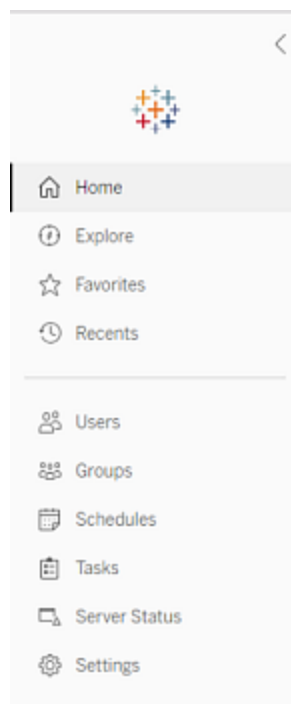 Home
Explore
Favorites
Recents
Users
Groups
Schedules
Tasks
Server Status
Settings